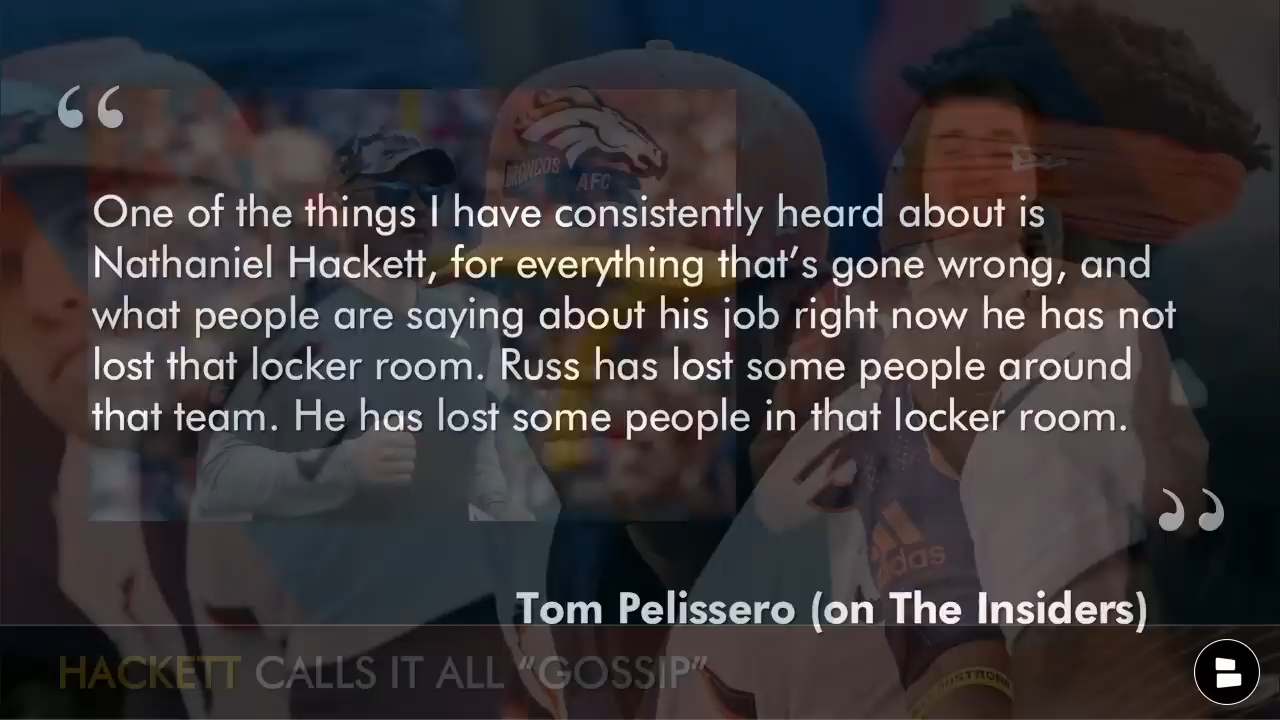 “
BRONCOS
AFC
One of the things I have consistently heard about is
Nathaniel Hackett, for everything that’s gone wrong, and
what people are saying about his job right now he has not
lost that locker room. Russ has lost some people around
that team. He has lost some people in that locker room.
”
adidas
Tom Pelissero (on The Insiders)
HACKETT CALLS IT ALL “GOSSIP”